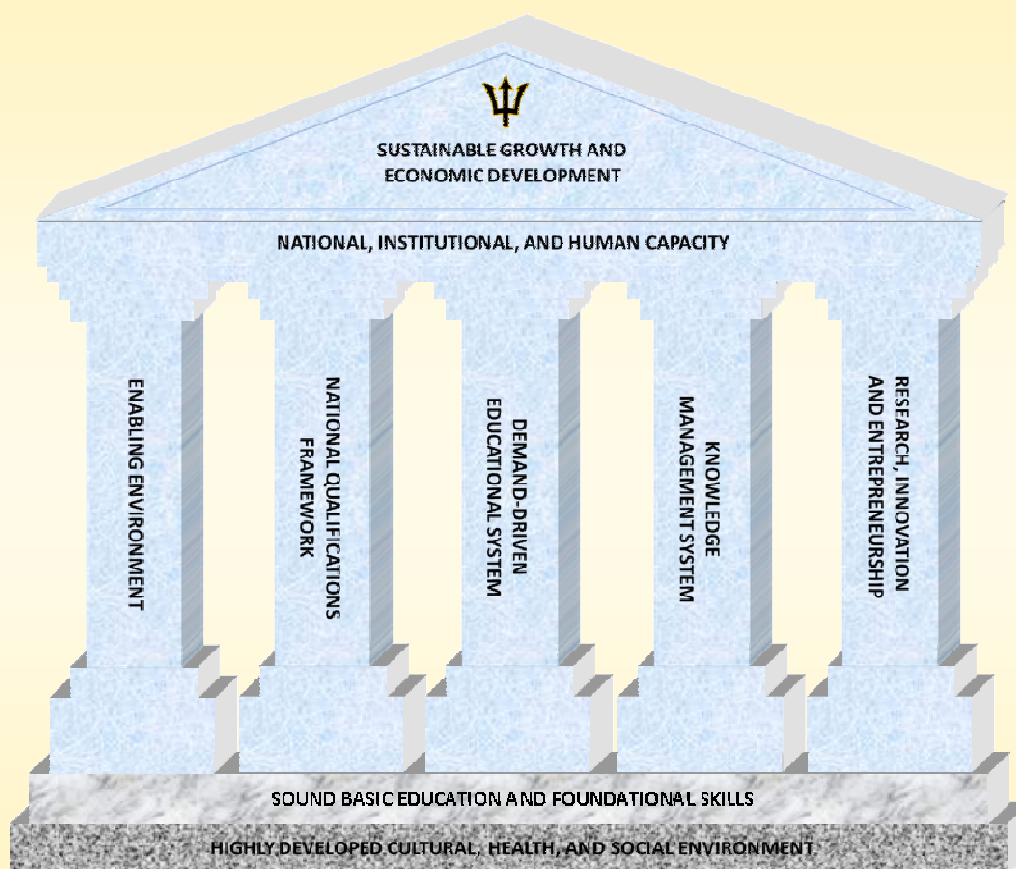 SUSTAINABLE GROWTH AND
ECONOMIC DEVELOPMENT
NATIONAL, INSTITUTIONAL, AND HUMAN CAPACITY
ENABLING ENVIRONMENT
NATIONAL QUALIFICATIONS
FRAMEWORK
DEMAND-DRIVEN
EDUCATIONAL SYSTEM
KNOWLEDGE
MANAGEMENT SYSTEM
RESEARCH, INNOVATION
AND ENTREPRENEURSHIP
SOUND BASIC EDUCATION AND FOUNDATIONAL SKILLS
HIGHLY DEVELOPED CULTURAL, HEALTH, AND SOCIAL ENVIRONMENT